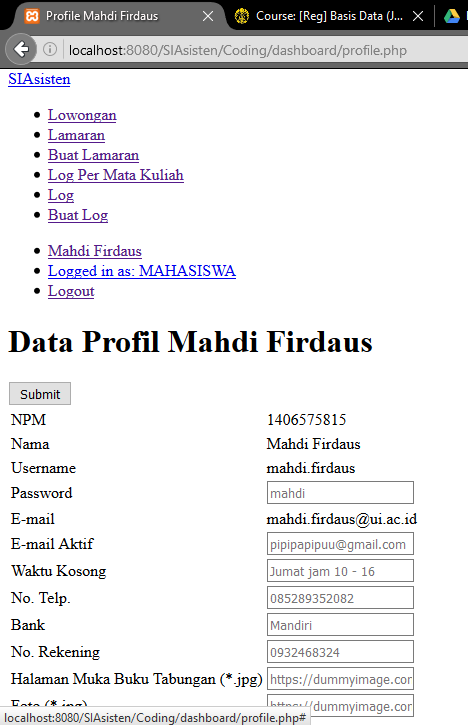 Profile Mahdi Firdaus
Course: [Reg] Basis Data (J...
localhost:8080/SIAsisten/Coding/dashboard/profile.php
SIAsisten
Lowongan
Lamaran
Buat Lamaran
Log Per Mata Kuliah
Log
Buat Log
Mahdi Firdaus
Logged in as: MAHASISWA
Logout
Data Profil Mahdi Firdaus
Submit
NPM 1406575815
Nama Mahdi Firdaus
Username mahdi.firdaus
Password mahdi
E-mail mahdi.firdaus@ui.ac.id
E-mail Aktif pipipapipuu@gmail.com
Waktu Kosong Jumat jam 10 - 16
No. Telp. 085289352082
Bank Mandiri
No. Rekening 0932468324
Halaman Muka Buku Tabungan (*.jpg) https://dummyimage.cor
Foto (*.jpg) https://dummyimage.cor
localhost:8080/SIAsisten/Coding/dashboard/profile.php#